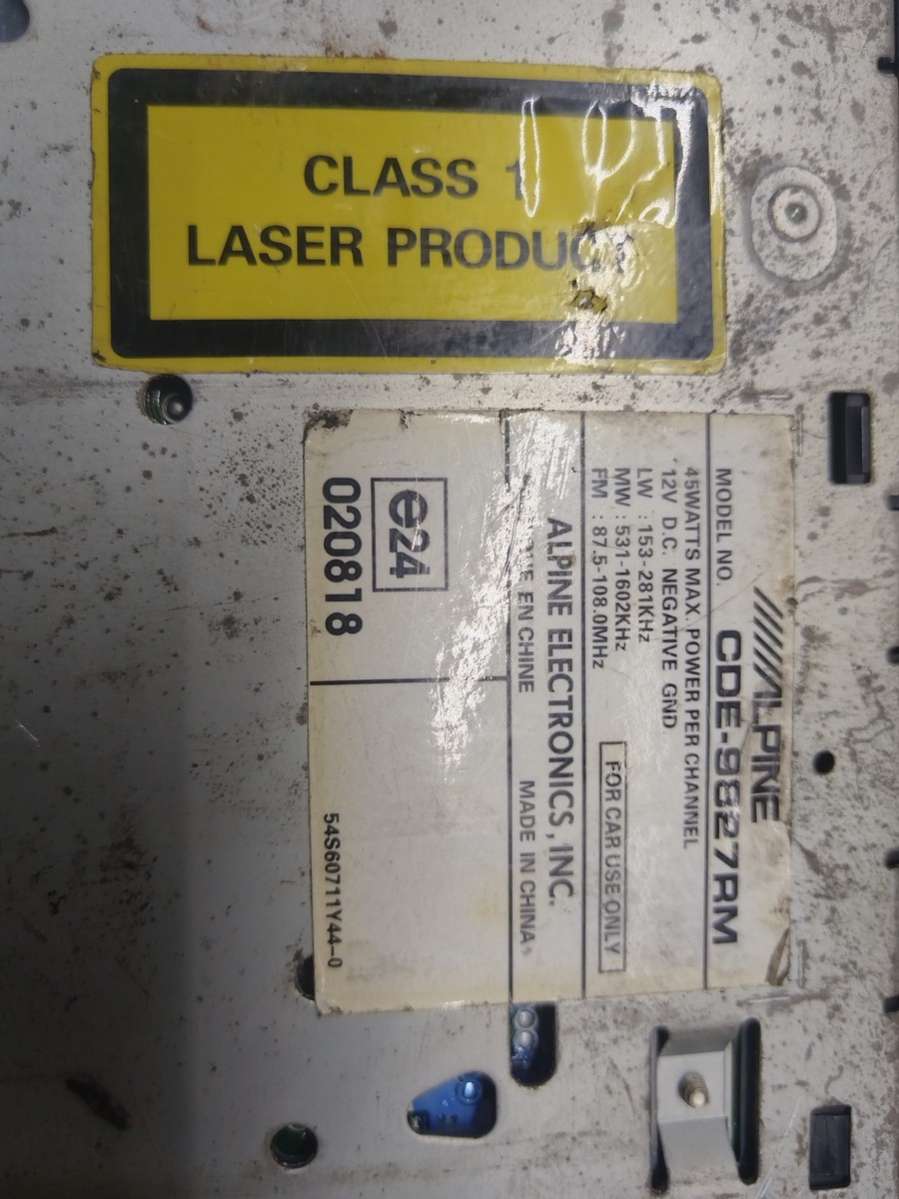 CLASS 1
LASER PRODUCT
ALPINE
MODEL NO. CDE-9827RM
45WATTS MAX. POWER PER CHANNEL
12V D.C. NEGATIVE GND
LW : 153-281KHz
MW : 531-1602KHz
FM : 87.5-108.0MHz
FOR CAR USE ONLY
ALPINE ELECTRONICS, INC.
EN CHINE MADE IN CHINA
e24
020818
54S60711Y44-0